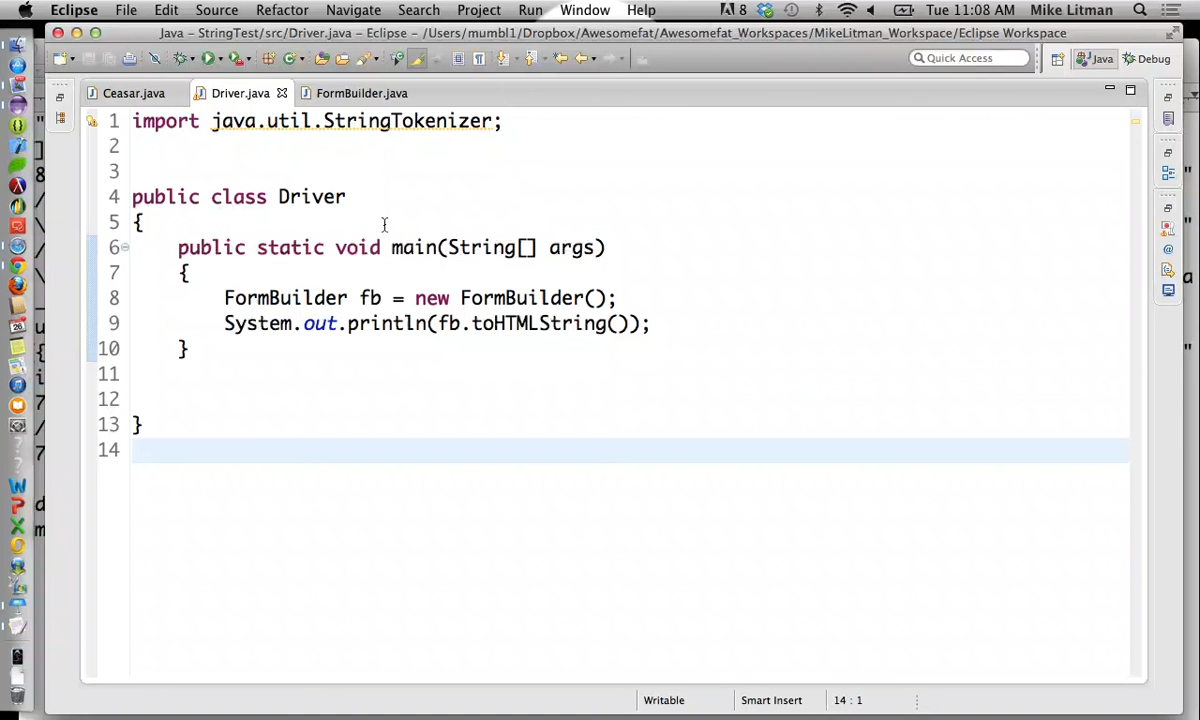 Eclipse File Edit Source Refactor Navigate Search Project Run Window Help 8 Tue 11:08 AM Mike Litman
Java - StringTest/src/Driver.java - Eclipse - /Users/mumbl1/Dropbox/Awesomefat/Awesomefat_Workspaces/MikeLitman_Workspace/Eclipse Workspace
Quick Access Java Debug
Ceasar.java Driver.java FormBuilder.java
1 import java.util.StringTokenizer;
2
3
4 public class Driver
5 {
6 public static void main(String[] args)
7 {
8 FormBuilder fb = new FormBuilder();
9 System.out.println(fb.toHTMLString());
10 }
11
12
13 }
14
Writable Smart Insert 14 : 1